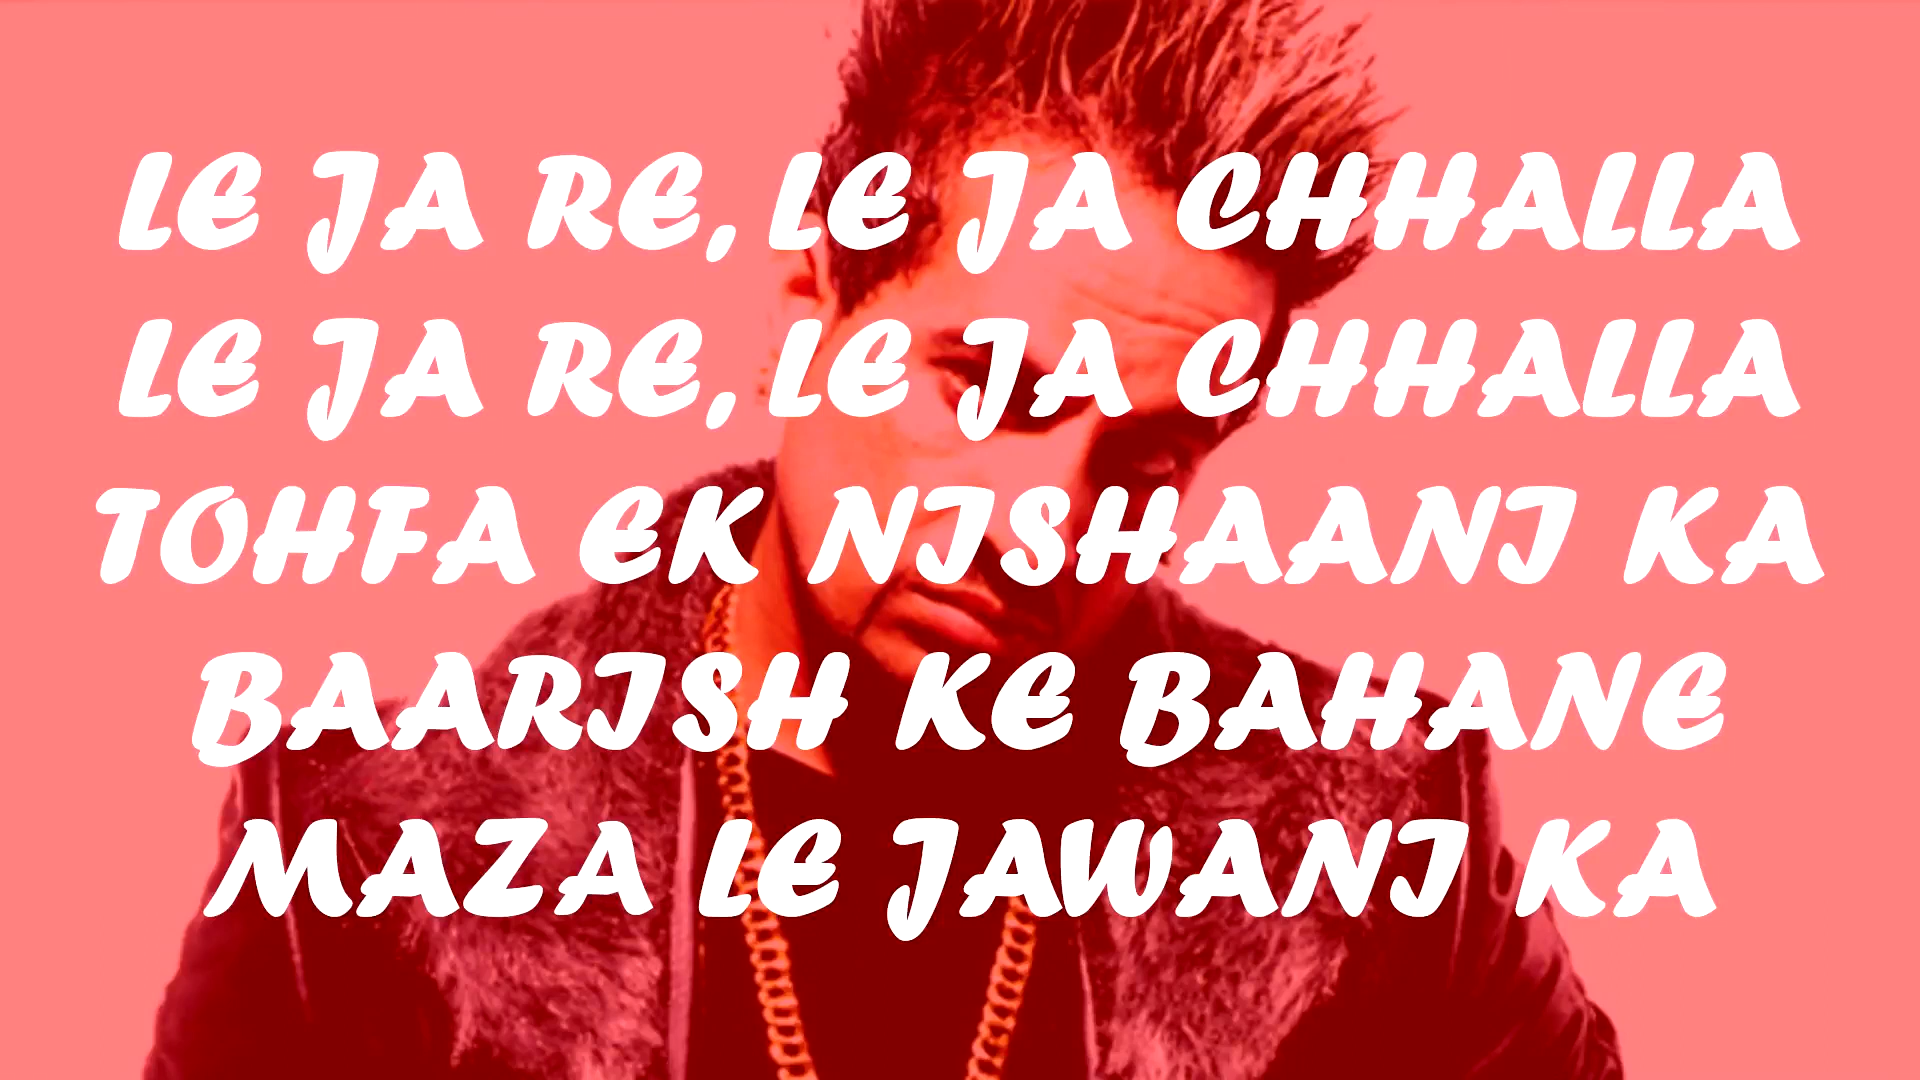 LE JA RE, LE JA CHHALLA
LE JA RE, LE JA CHHALLA
TOHFA EK NISHAANI KA
BAARISH KE BAHANE
MAZA LE JAWANI KA